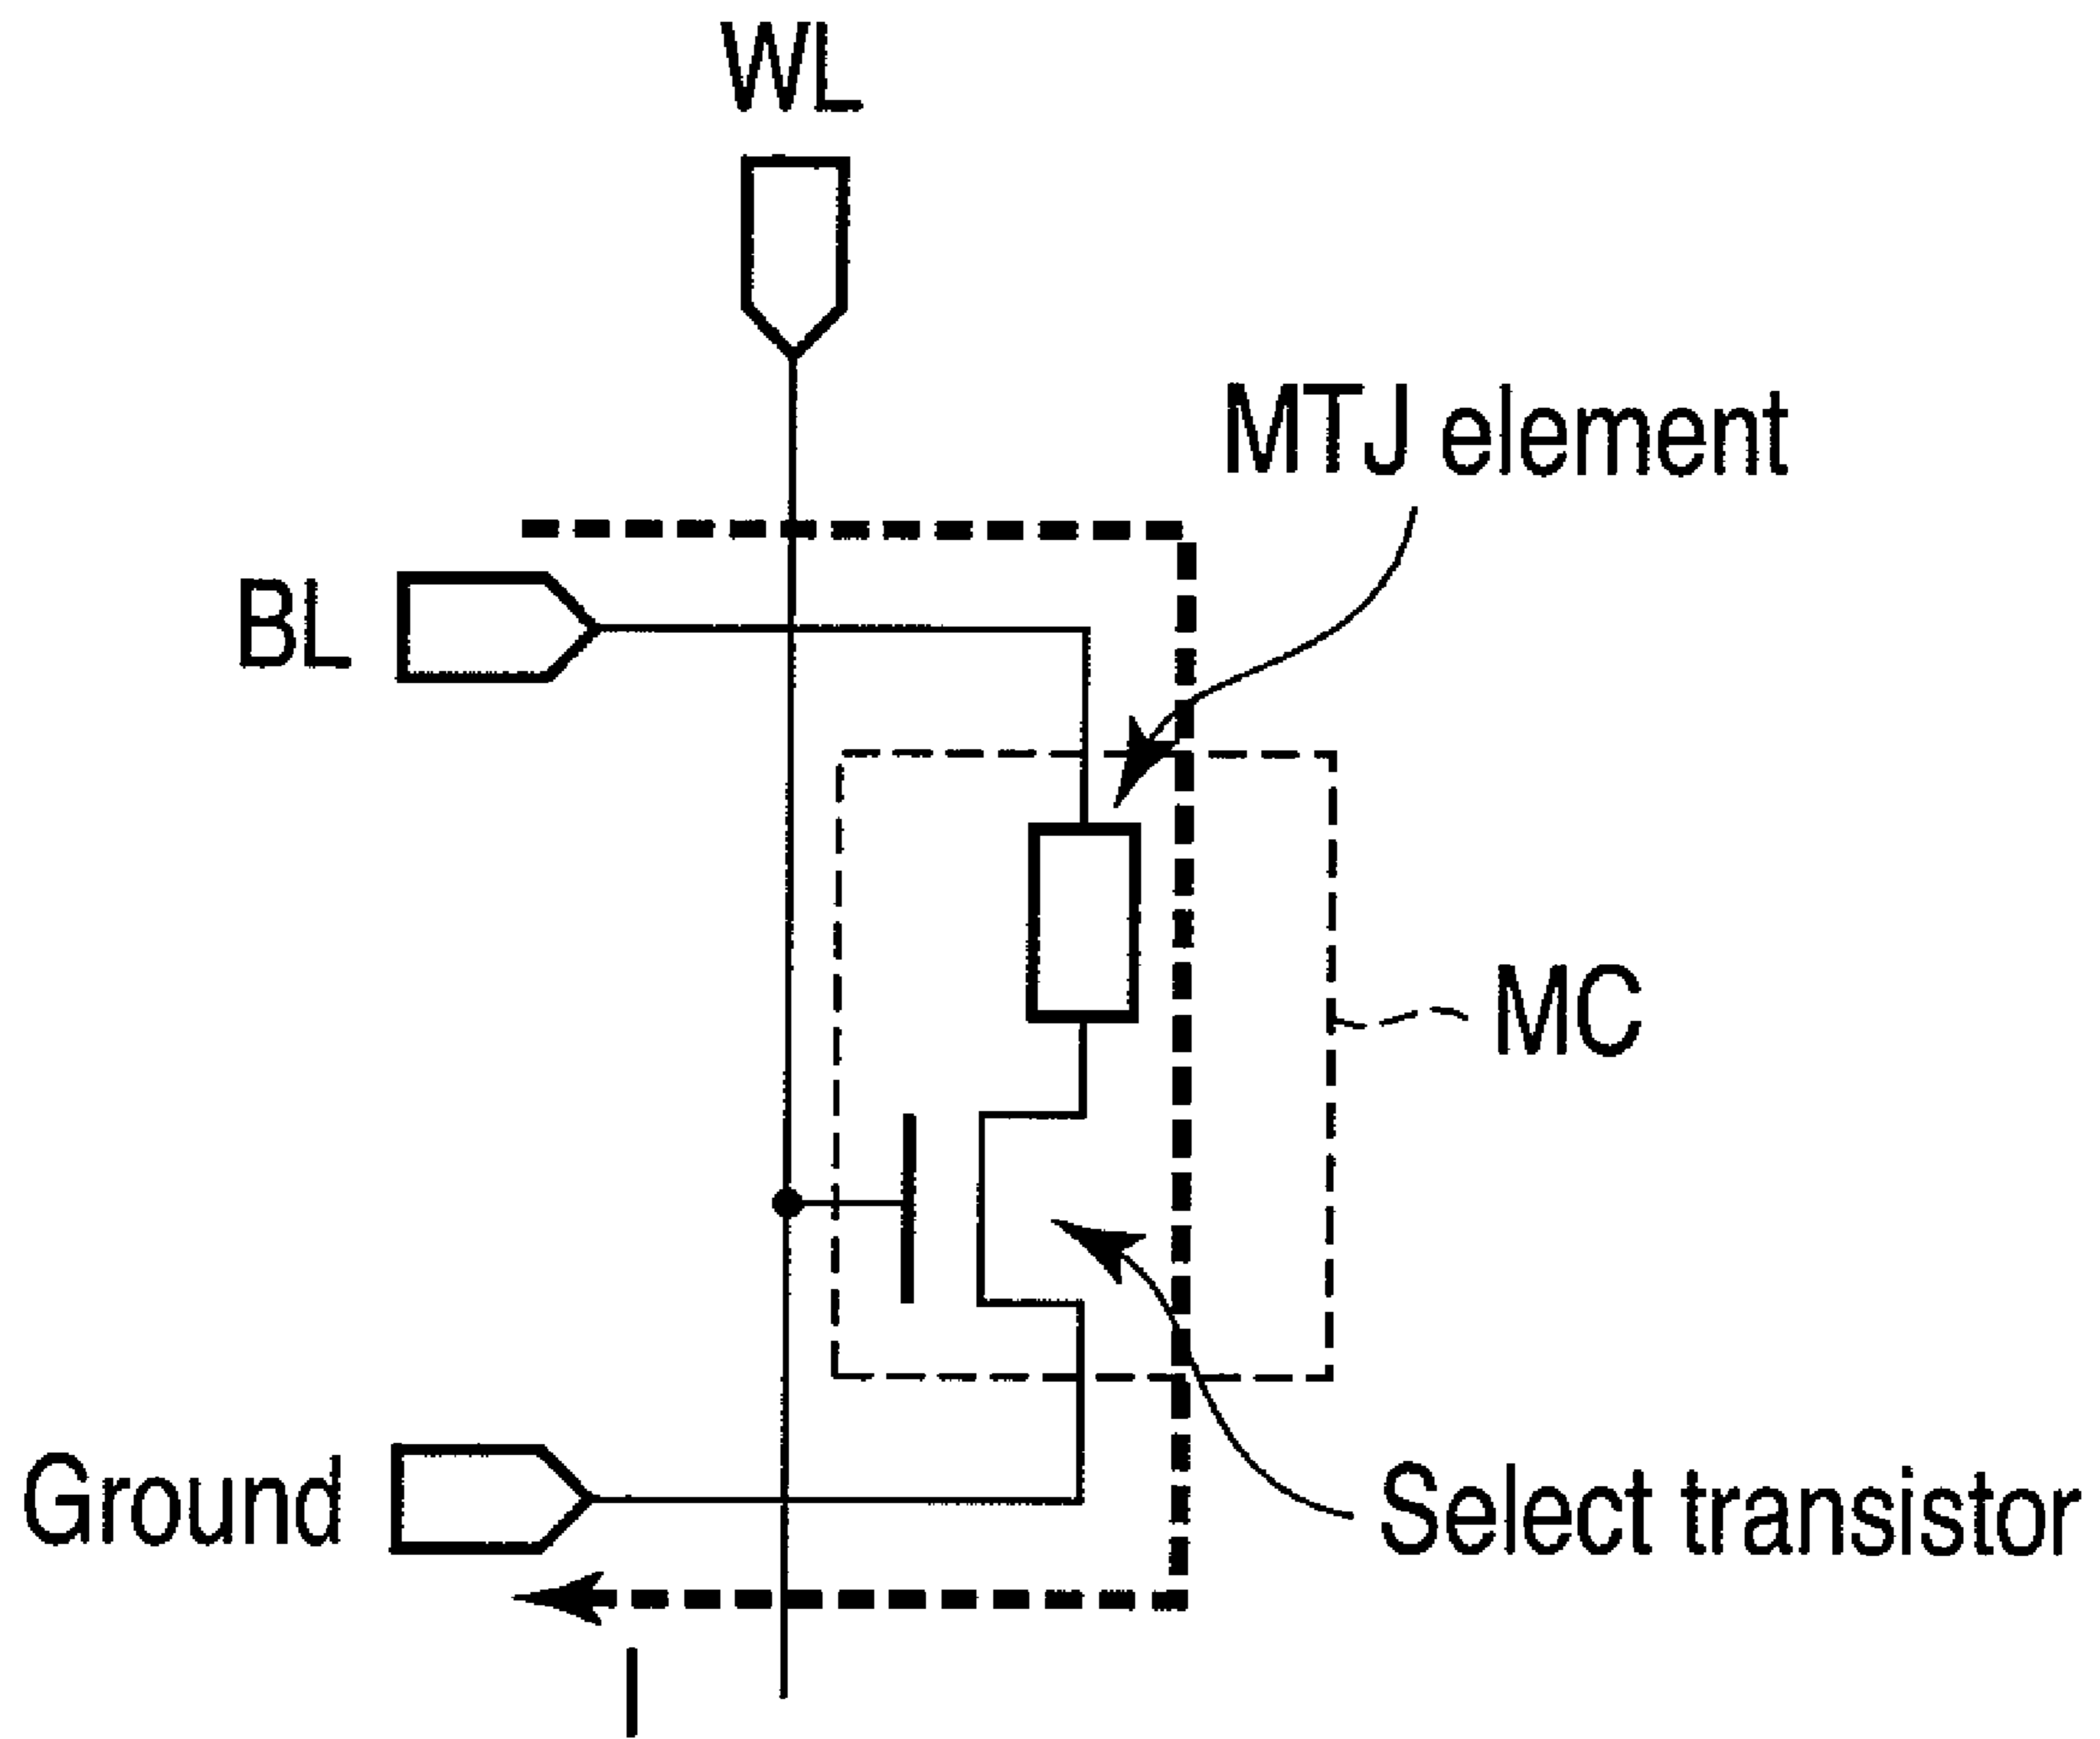 WL
MTJ element
BL
MC
Ground
Select transistor
I